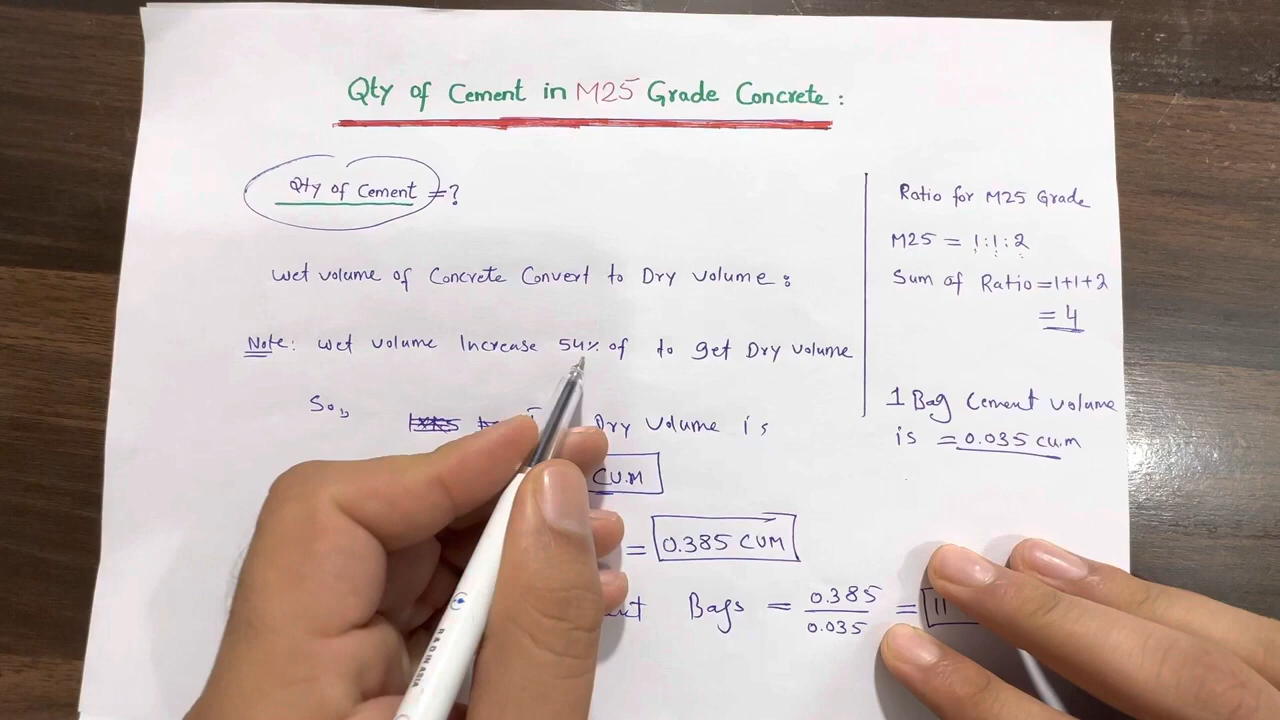 Qty of Cement in M25 Grade Concrete :
Qty of Cement = ?
Wet volume of Concrete Convert to Dry volume :
Note: Wet volume Increase 54% of to get Dry volume
So,
Dry Volume is
CU.M
= 0.385 CUM
Bags = 0.385
0.035
= 11
Ratio for M25 Grade
M25 = 1:1:2
Sum of Ratio = 1+1+2
= 4
1 Bag Cement volume
is = 0.035 cu.m
RADINASIA